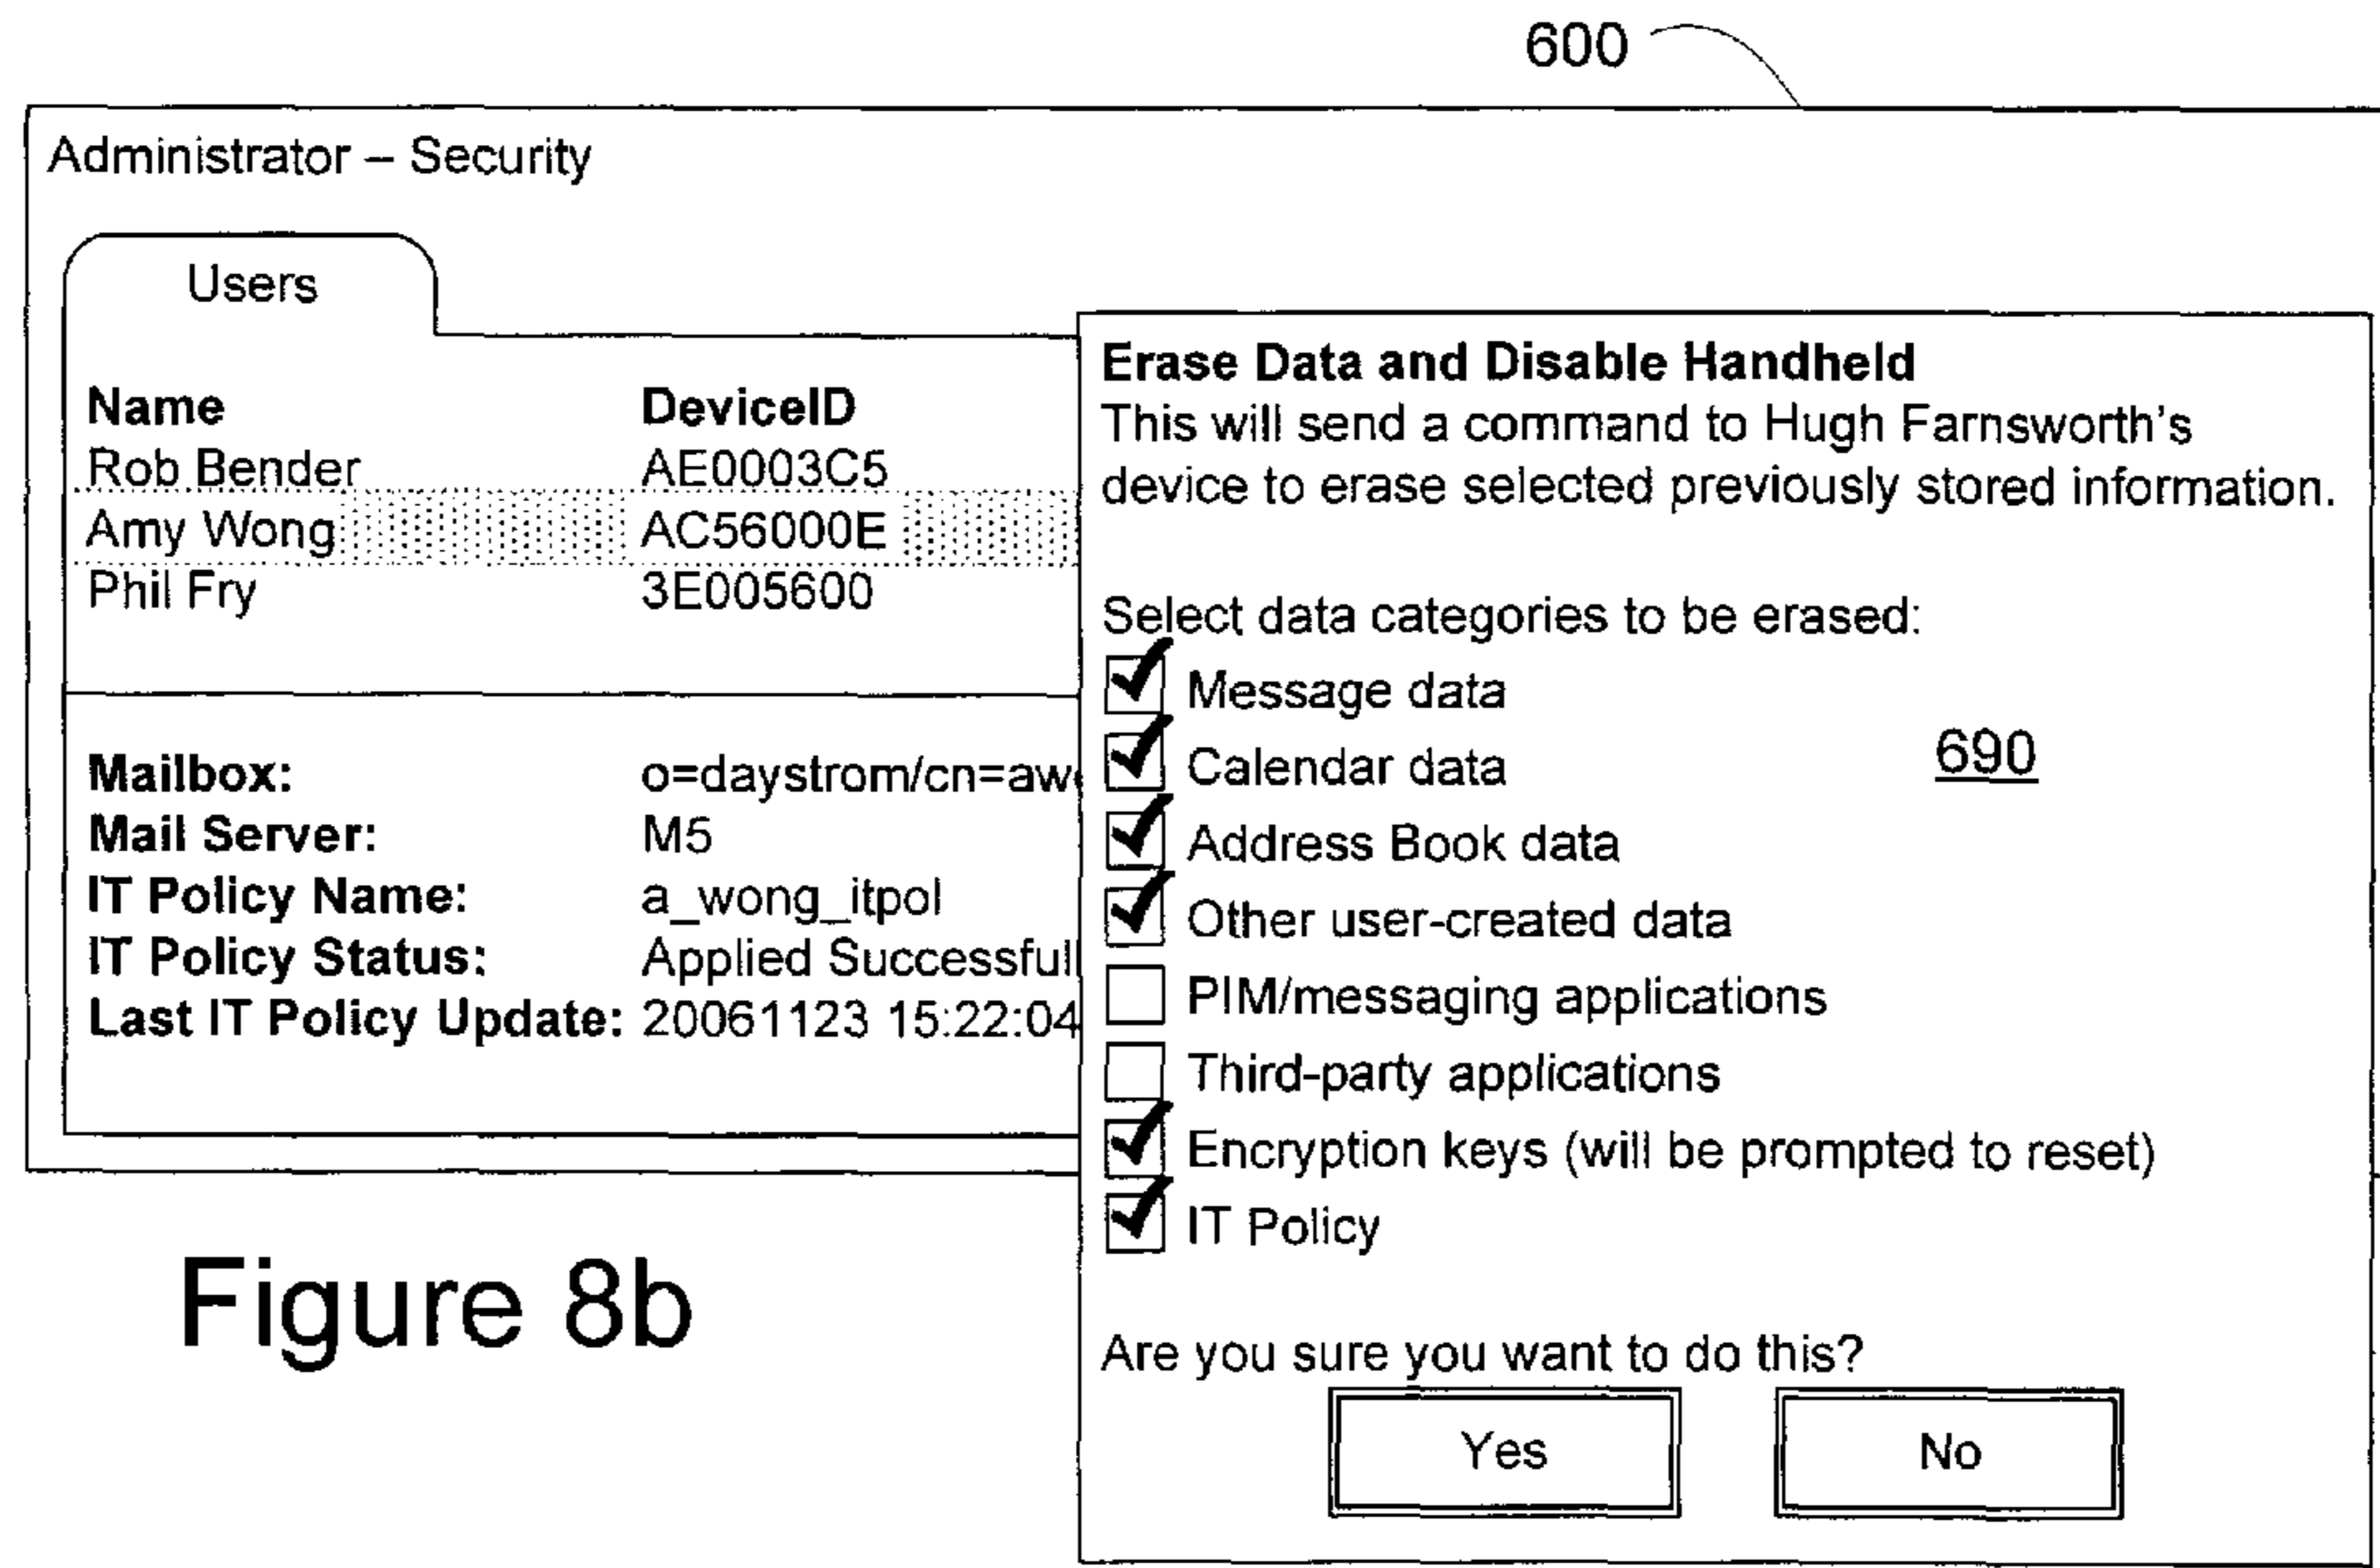 600
Administrator – Security
Users
Name DeviceID
Rob Bender AE0003C5
Amy Wong AC56000E
Phil Fry 3E005600
Mailbox: o=daystrom/cn=aw
Mail Server: M5
IT Policy Name: a_wong_itpol
IT Policy Status: Applied Successful
Last IT Policy Update: 20061123 15:22:04
Erase Data and Disable Handheld
This will send a command to Hugh Farnsworth's
device to erase selected previously stored information.
Select data categories to be erased:
Message data
Calendar data
690
Address Book data
Other user-created data
PIM/messaging applications
Third-party applications
Encryption keys (will be prompted to reset)
IT Policy
Are you sure you want to do this?
Yes No
Figure 8b